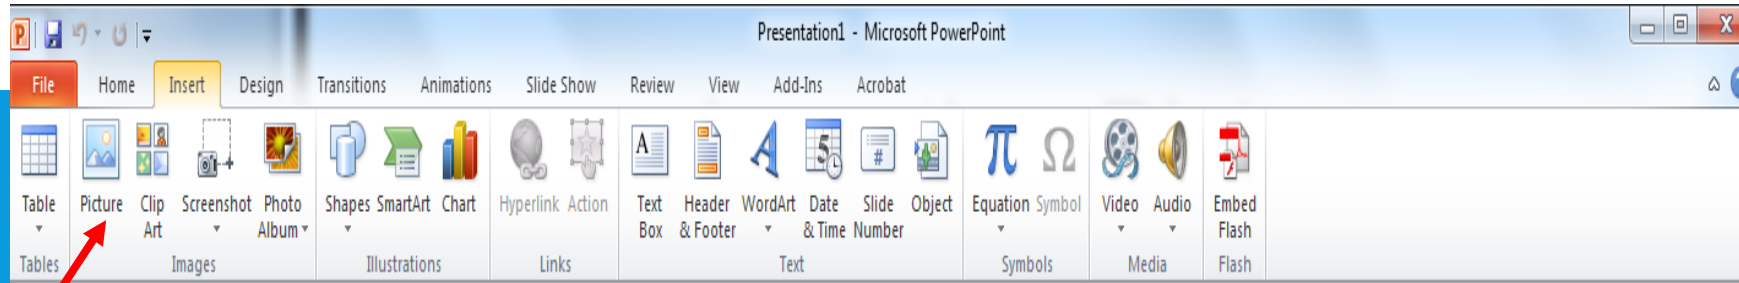 Presentation1 - Microsoft PowerPoint
File Home Insert Design Transitions Animations Slide Show Review View Add-Ins Acrobat
Table Picture Clip Art Screenshot Photo Album Shapes SmartArt Chart Hyperlink Action Text Box Header & Footer WordArt Date & Time Slide Number Object Equation Symbol Video Audio Embed Flash
Tables Images Illustrations Links Text Symbols Media Flash